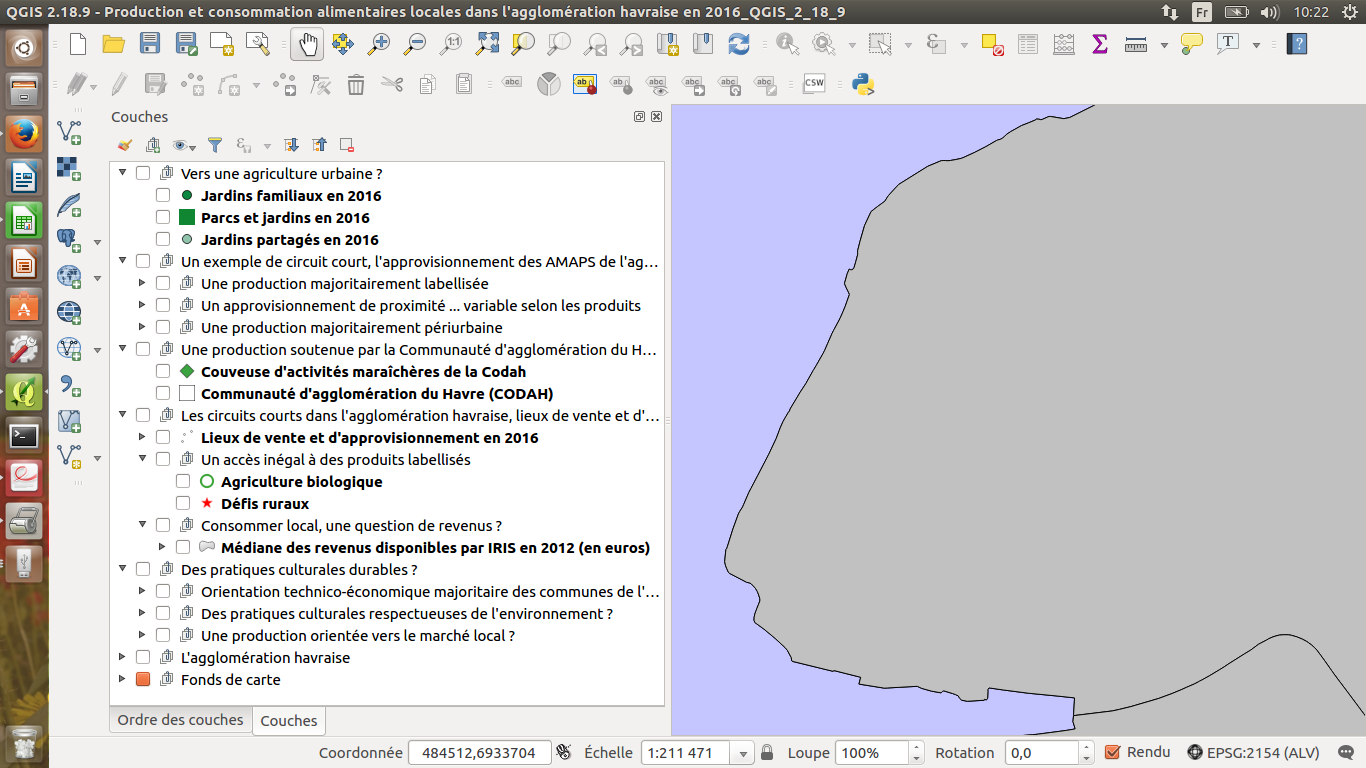 QGIS 2.18.9 - Production et consommation alimentaires locales dans l'agglomération havraise en 2016_QGIS_2_18_9
Fr
10:22
1:1
T
abc
ab
ab
abc
abc
abc
abc
CSW
Couches
Vers une agriculture urbaine ?
Jardins familiaux en 2016
Parcs et jardins en 2016
Jardins partagés en 2016
Un exemple de circuit court, l'approvisionnement des AMAPS de l'ag…
Une production majoritairement labellisée
Un approvisionnement de proximité ... variable selon les produits
Une production majoritairement périurbaine
Une production soutenue par la Communauté d'agglomération du H…
Couveuse d'activités maraîchères de la Codah
Communauté d'agglomération du Havre (CODAH)
Les circuits courts dans l'agglomération havraise, lieux de vente et d'…
Lieux de vente et d'approvisionnement en 2016
Un accès inégal à des produits labellisés
Agriculture biologique
Défis ruraux
Consommer local, une question de revenus ?
Médiane des revenus disponibles par IRIS en 2012 (en euros)
Des pratiques culturales durables ?
Orientation technico-économique majoritaire des communes de l'…
Des pratiques culturales respectueuses de l'environnement ?
Une production orientée vers le marché local ?
L'agglomération havraise
Fonds de carte
Ordre des couches
Couches
Coordonnée
484512,6933704
Échelle
1:211 471
Loupe
100%
Rotation
0,0
Rendu
EPSG:2154 (ALV)